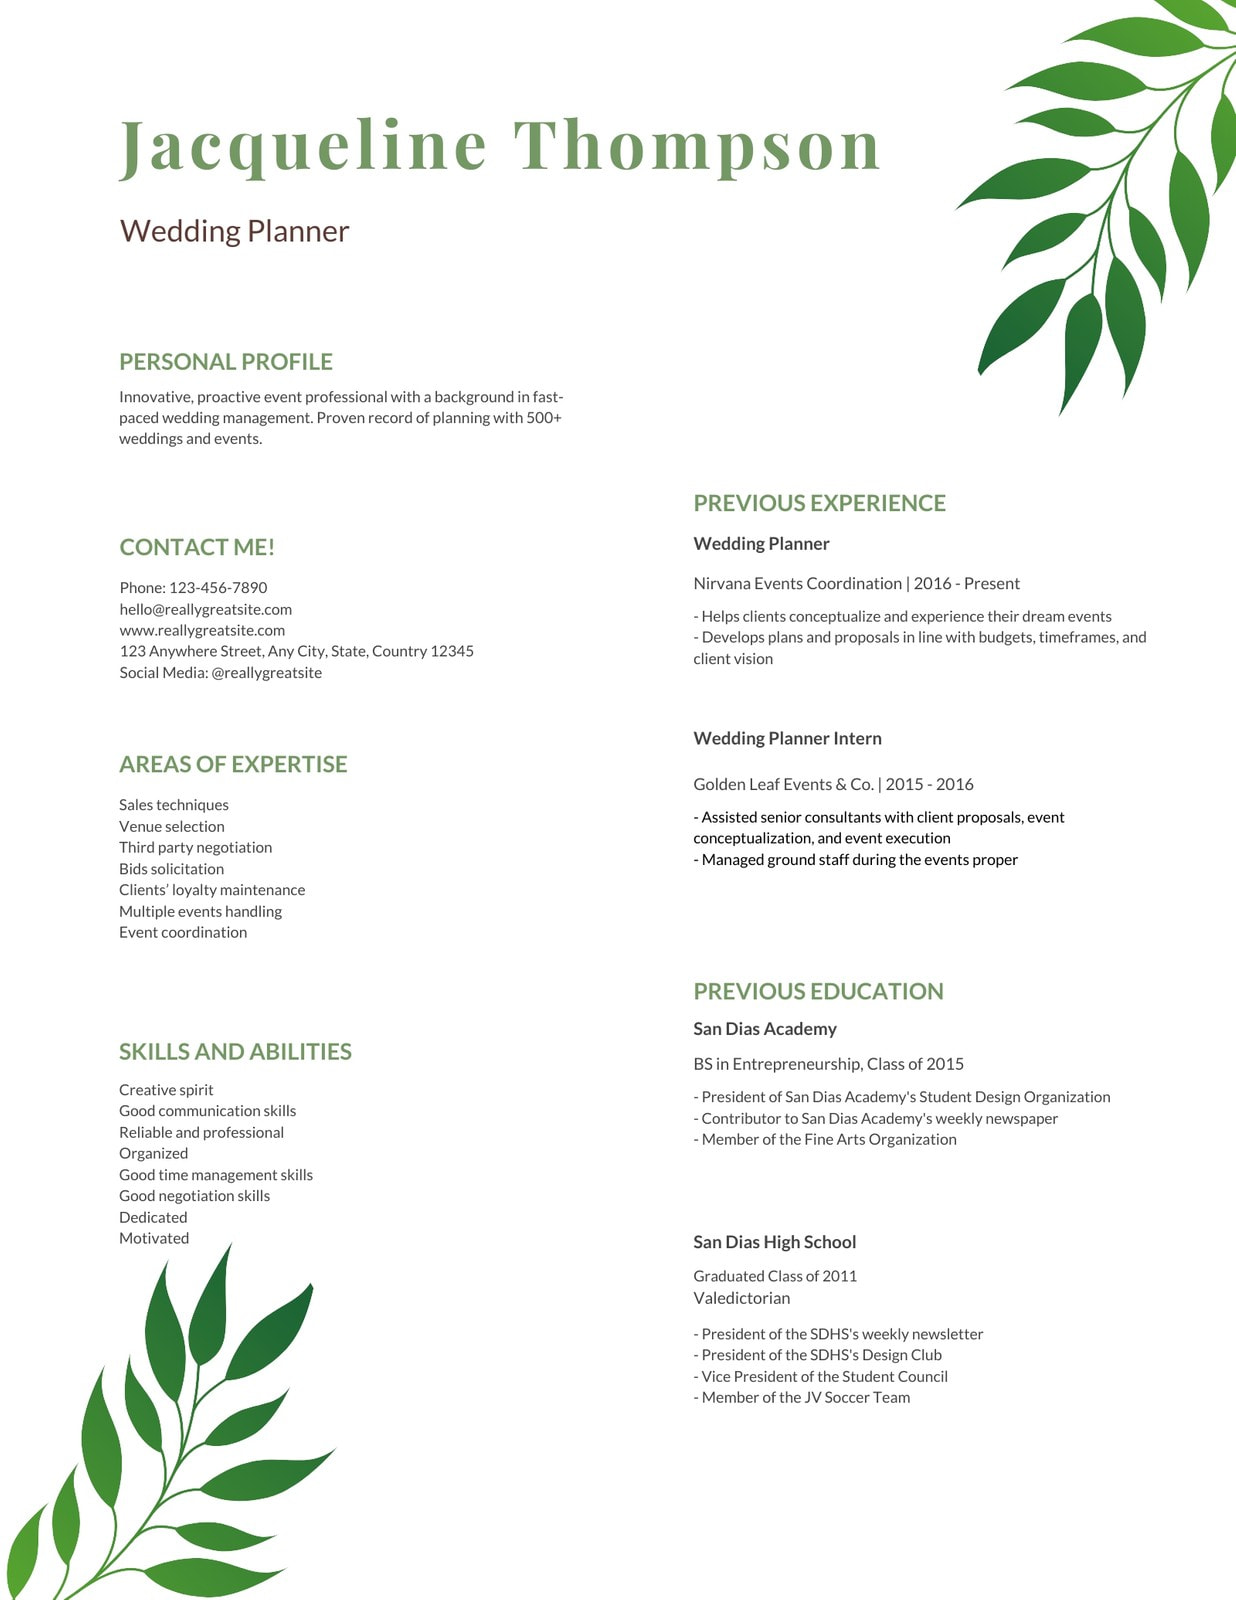 Jacqueline Thompson
Wedding Planner
PERSONAL PROFILE
Innovative, proactive event professional with a background in fast-
paced wedding management. Proven record of planning with 500+
weddings and events.
CONTACT ME!
Phone: 123-456-7890
hello@reallygreatsite.com
www.reallygreatsite.com
123 Anywhere Street, Any City, State, Country 12345
Social Media: @reallygreatsite
AREAS OF EXPERTISE
Sales techniques
Venue selection
Third party negotiation
Bids solicitation
Clients' loyalty maintenance
Multiple events handling
Event coordination
SKILLS AND ABILITIES
Creative spirit
Good communication skills
Reliable and professional
Organized
Good time management skills
Good negotiation skills
Dedicated
Motivated
PREVIOUS EXPERIENCE
Wedding Planner
Nirvana Events Coordination | 2016 - Present
- Helps clients conceptualize and experience their dream events
- Develops plans and proposals in line with budgets, timeframes, and
client vision
Wedding Planner Intern
Golden Leaf Events & Co. | 2015 - 2016
- Assisted senior consultants with client proposals, event
conceptualization, and event execution
- Managed ground staff during the events proper
PREVIOUS EDUCATION
San Dias Academy
BS in Entrepreneurship, Class of 2015
- President of San Dias Academy's Student Design Organization
- Contributor to San Dias Academy's weekly newspaper
- Member of the Fine Arts Organization
San Dias High School
Graduated Class of 2011
Valedictorian
- President of the SDHS's weekly newsletter
- President of the SDHS's Design Club
- Vice President of the Student Council
- Member of the JV Soccer Team